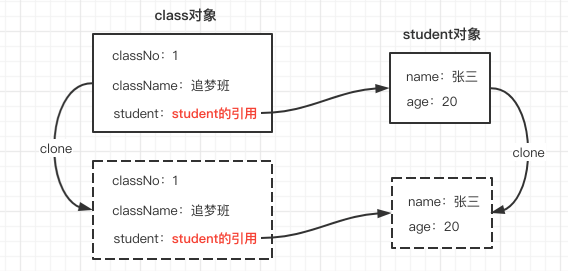 class对象
classNo：1
className：追梦班
student：student的引用
student对象
name：张三
age：20
clone
clone
classNo：1
className：追梦班
student：student的引用
name：张三
age：20